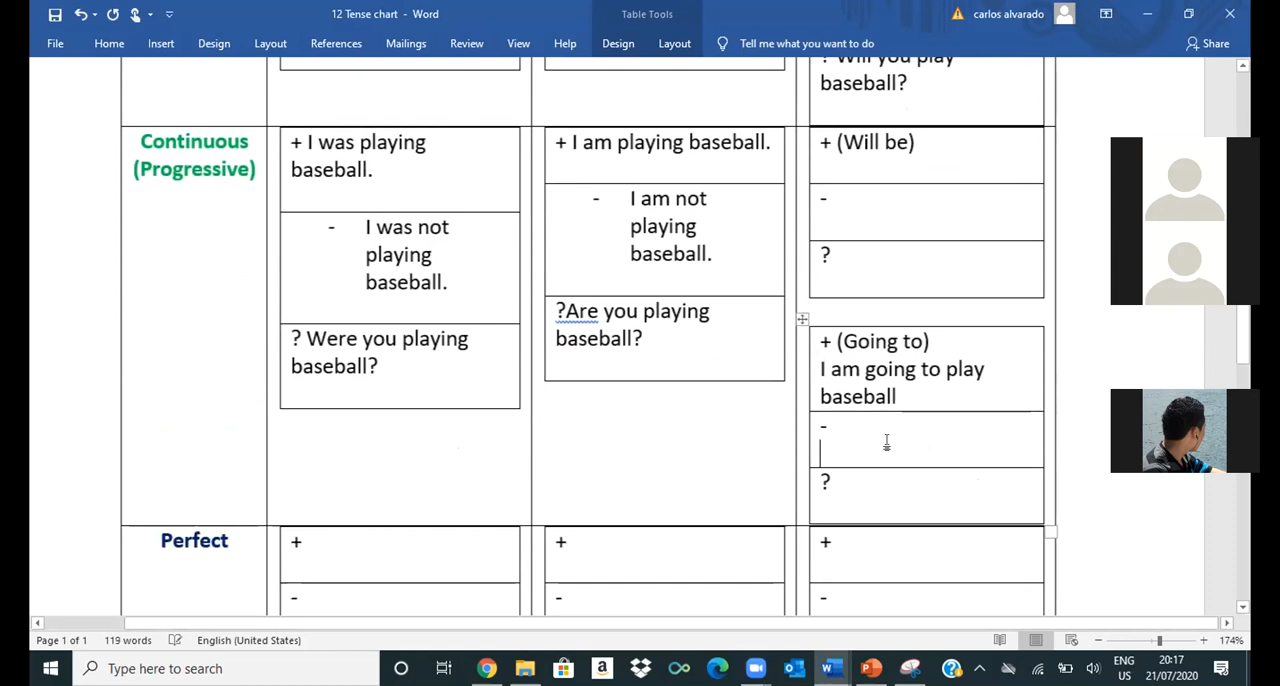 12 Tense chart - Word
Table Tools
carlos alvarado
File Home Insert Design Layout References Mailings Review View Help Design Layout Tell me what you want to do Share
? Will you play
baseball?
Continuous
(Progressive)
+ I was playing
baseball.
- I was not
playing
baseball.
? Were you playing
baseball?
+ I am playing baseball.
- I am not
playing
baseball.
?Are you playing
baseball?
+ (Will be)
-
?
+ (Going to)
I am going to play
baseball
-
?
Perfect
+
-
+
-
+
-
Page 1 of 1 119 words English (United States) 174%
Type here to search
ENG
US
20:17
21/07/2020